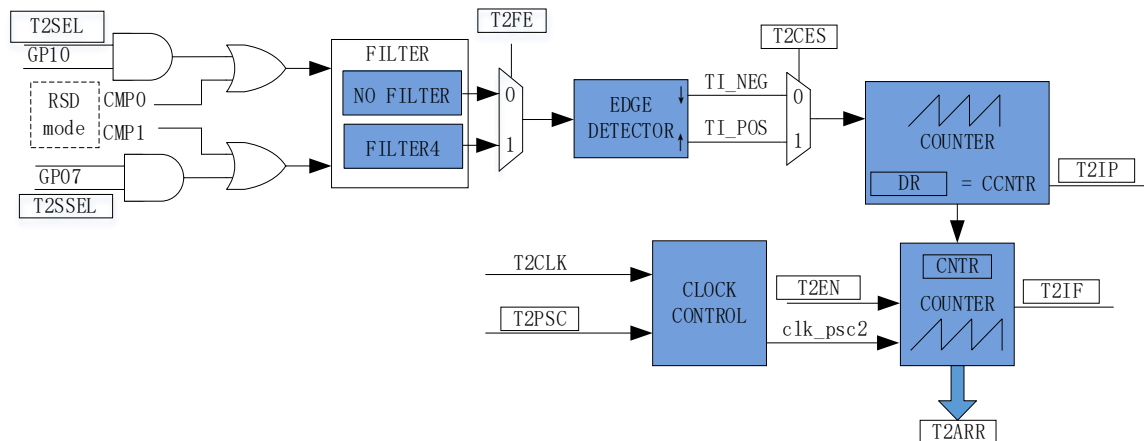 T2SEL
GP10
RSD
mode
CMP0
CMP1
GP07
T2SSEL
FILTER
NO FILTER
FILTER4
T2FE
0
1
EDGE
DETECTOR
TI_NEG
TI_POS
T2CES
0
1
COUNTER
DR = CCNTR
T2IP
T2CLK
T2PSC
CLOCK
CONTROL
T2EN
clk_psc2
CNTR
COUNTER
T2IF
T2ARR